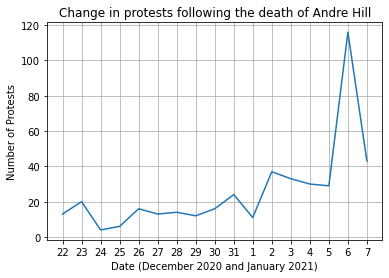 Change in protests following the death of Andre Hill
120
100
80
60
40
20
0
Number of Protests
22 23 24 25 26 27 28 29 30 31 1 2 3 4 5 6 7
Date (December 2020 and January 2021)